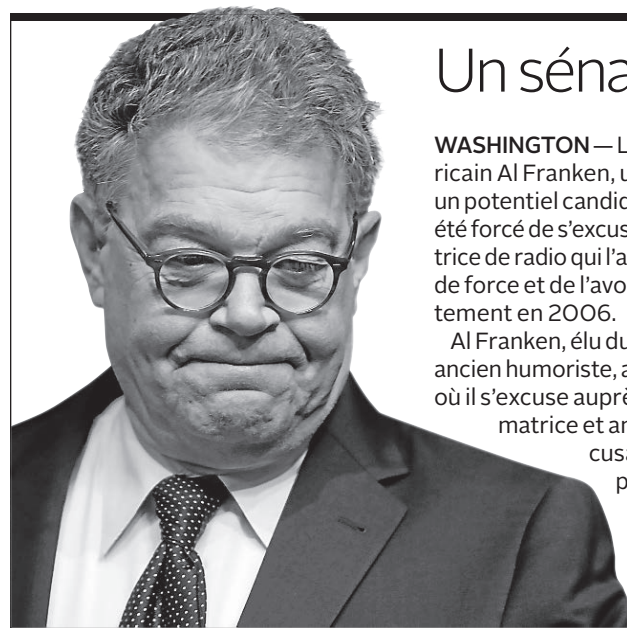 Un séna
WASHINGTON — L
ricain Al Franken, u
un potentiel candid
été forcé de s'excus
trice de radio qui l'a
de force et de l'avo
tement en 2006.
Al Franken, élu du
ancien humoriste, a
où il s'excuse auprè
matrice et an
cusa
p